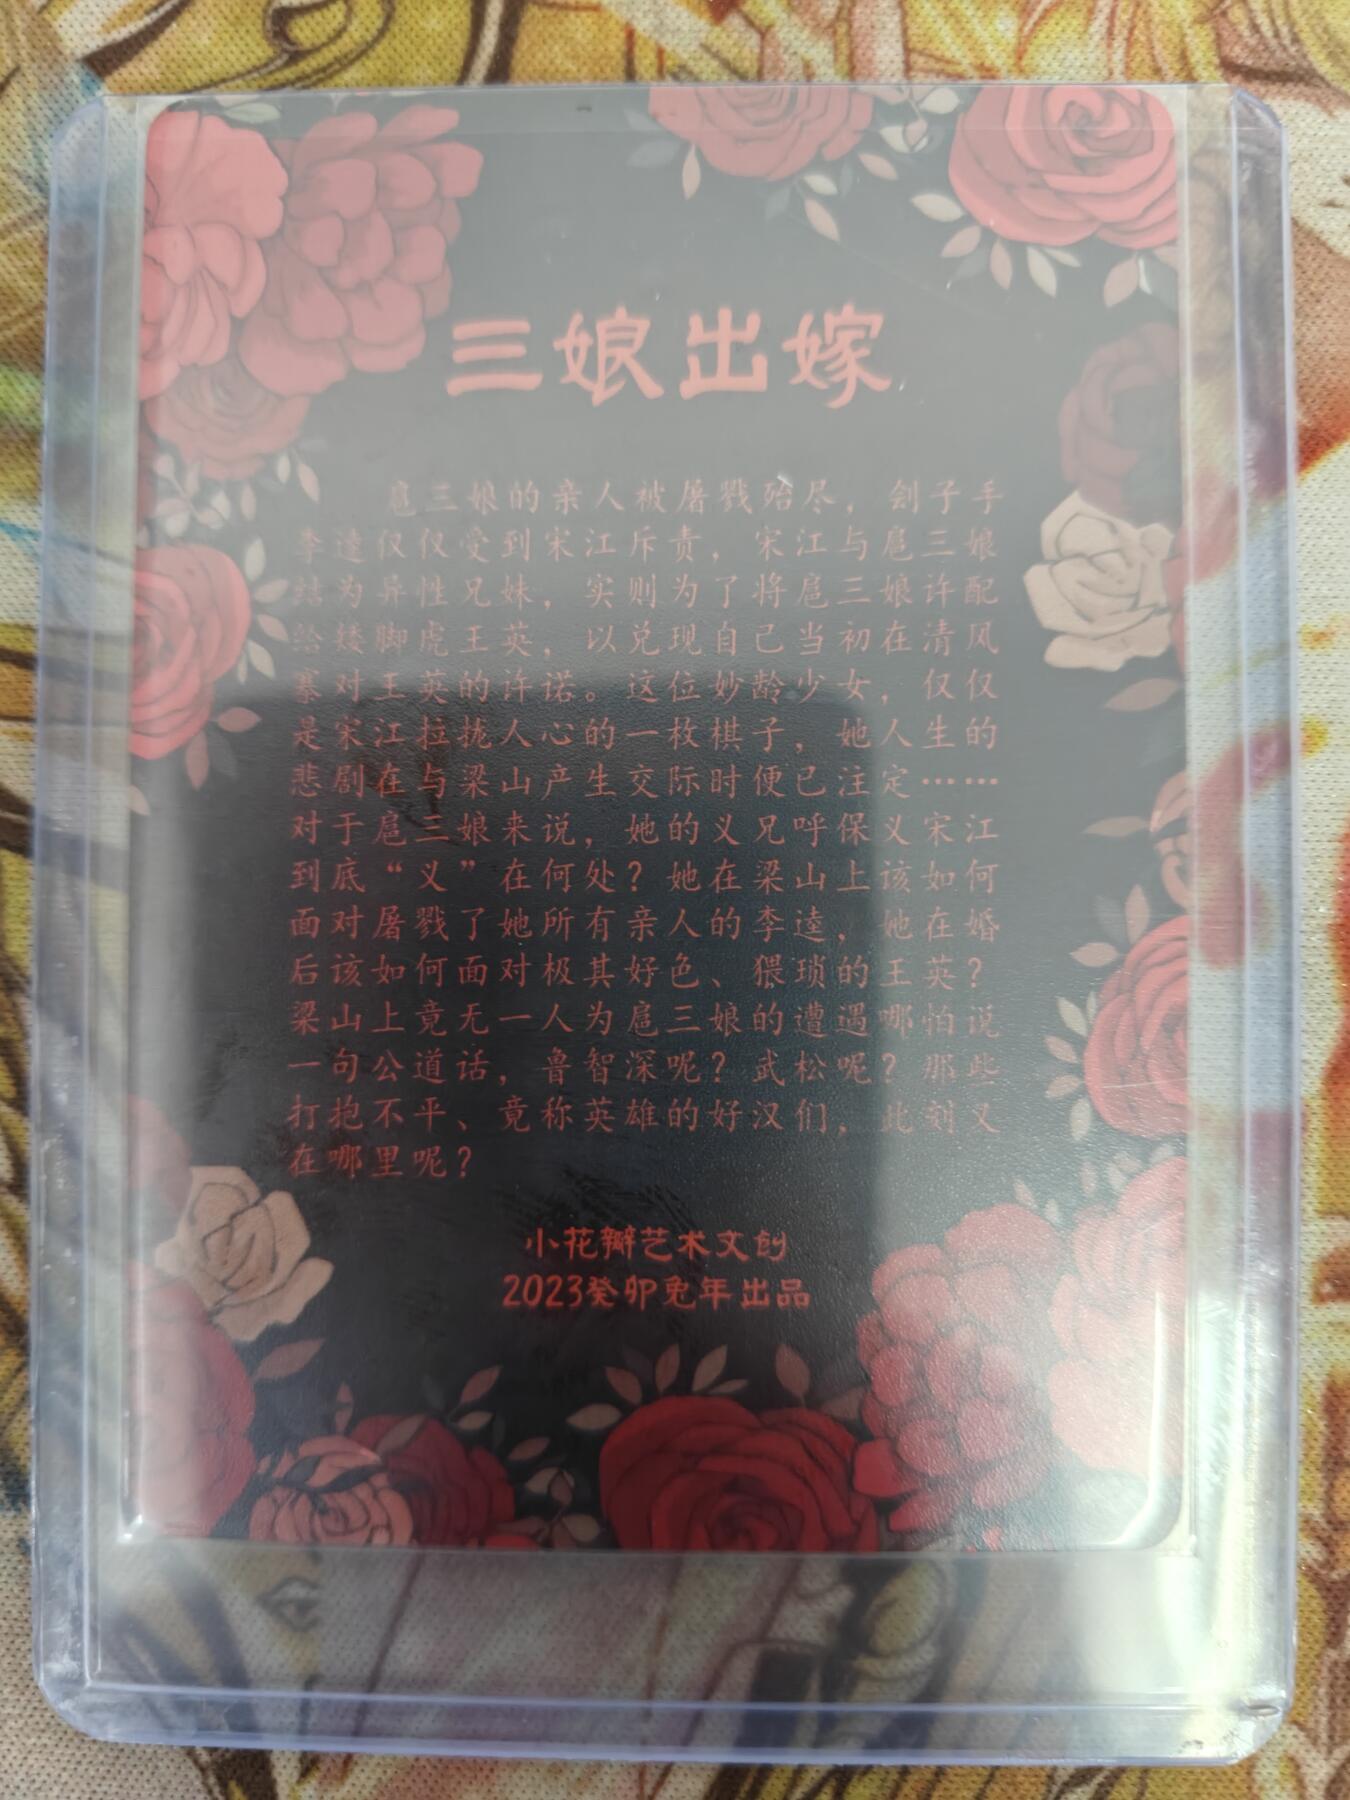 三娘出嫁
扈三娘的亲人被屠戮殆尽，刽子手
李逵仅仅受到宋江斥责，宋江与扈三娘
结为异性兄妹，实则为了将扈三娘许配
给矮脚虎王英，以兑现自己当初在清风
寨对王英的许诺。这位妙龄少女，仅仅
是宋江拉拢人心的一枚棋子，她人生的
悲剧在与梁山产生交际时便已注定……
对于扈三娘来说，她的义兄呼保义宋江
到底“义”在何处？她在梁山上该如何
面对屠戮了她所有亲人的李逵，她在婚
后该如何面对极其好色、猥琐的王英？
梁山上竟无一人为扈三娘的遭遇哪怕说
一句公道话，鲁智深呢？武松呢？那些
打抱不平、竟称英雄的好汉们，此刻又
在哪里呢？
小花瓣艺术文创
2023癸卯兔年出品